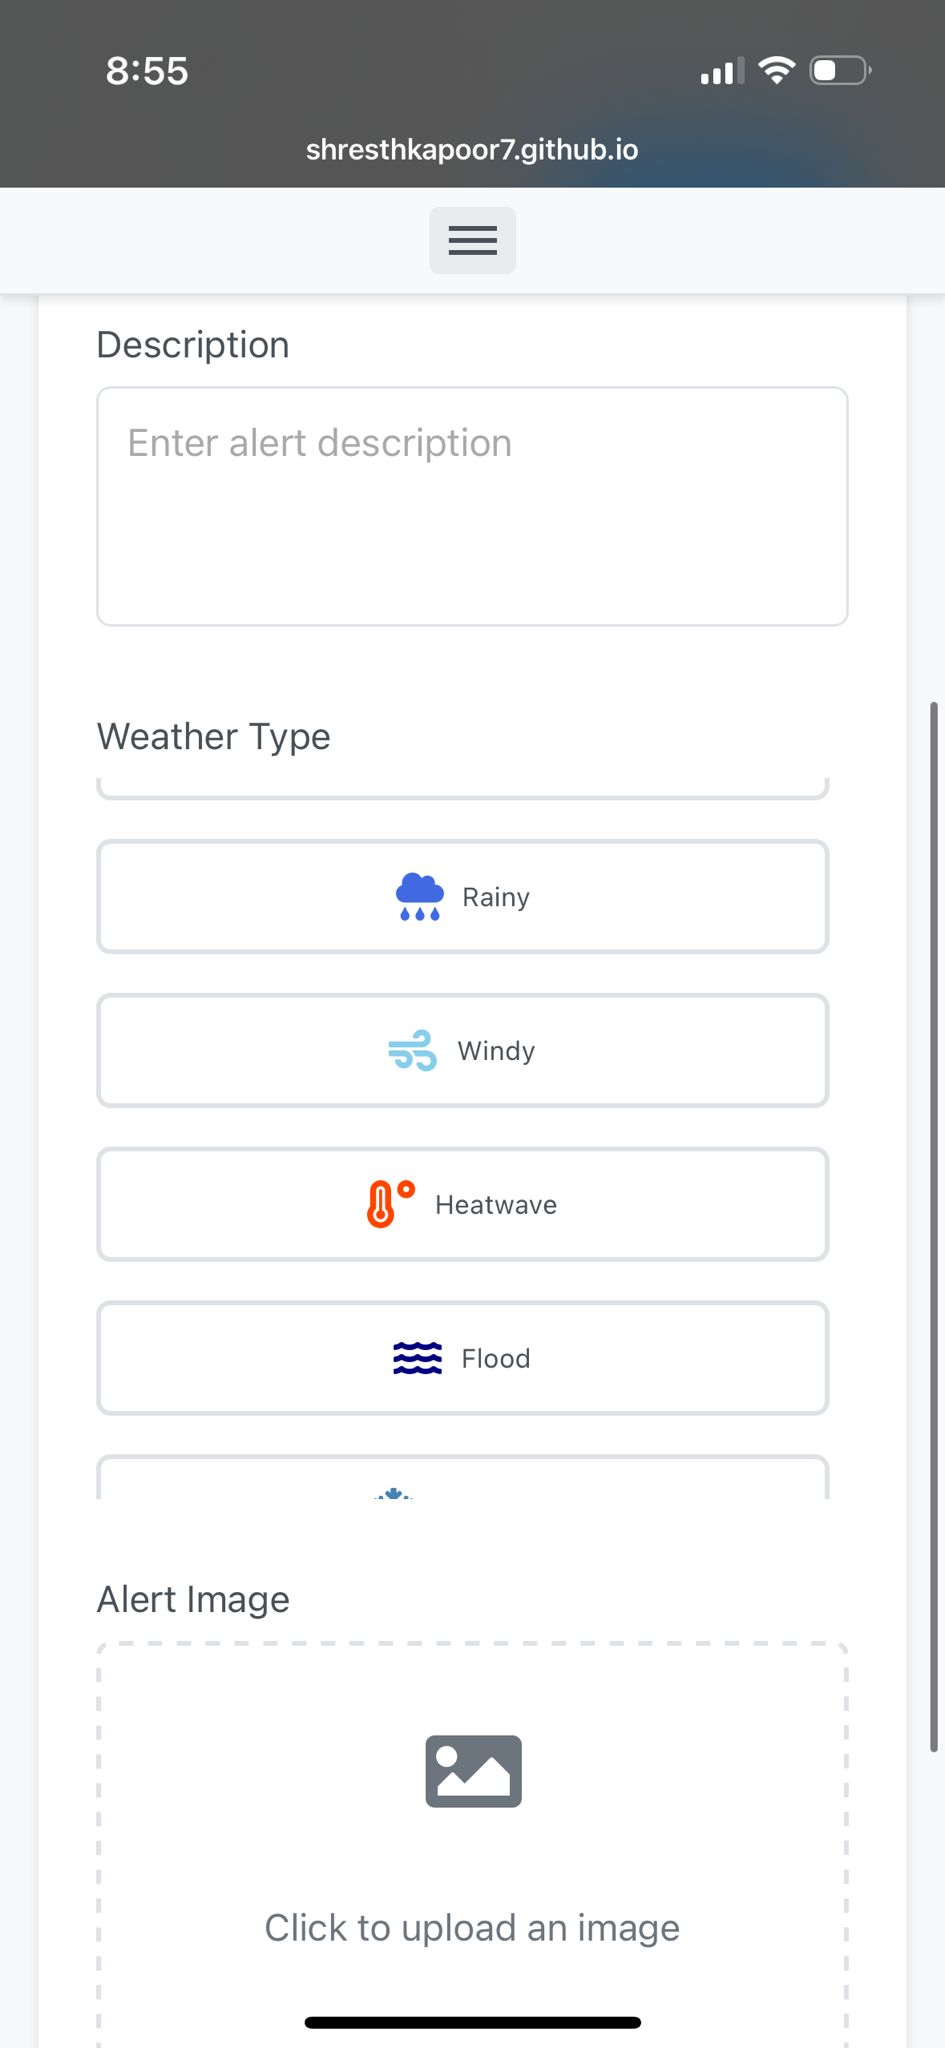 8:55
shresthkapoor7.github.io
Description
Enter alert description
Weather Type
Rainy
Windy
Heatwave
Flood
Alert Image
Click to upload an image